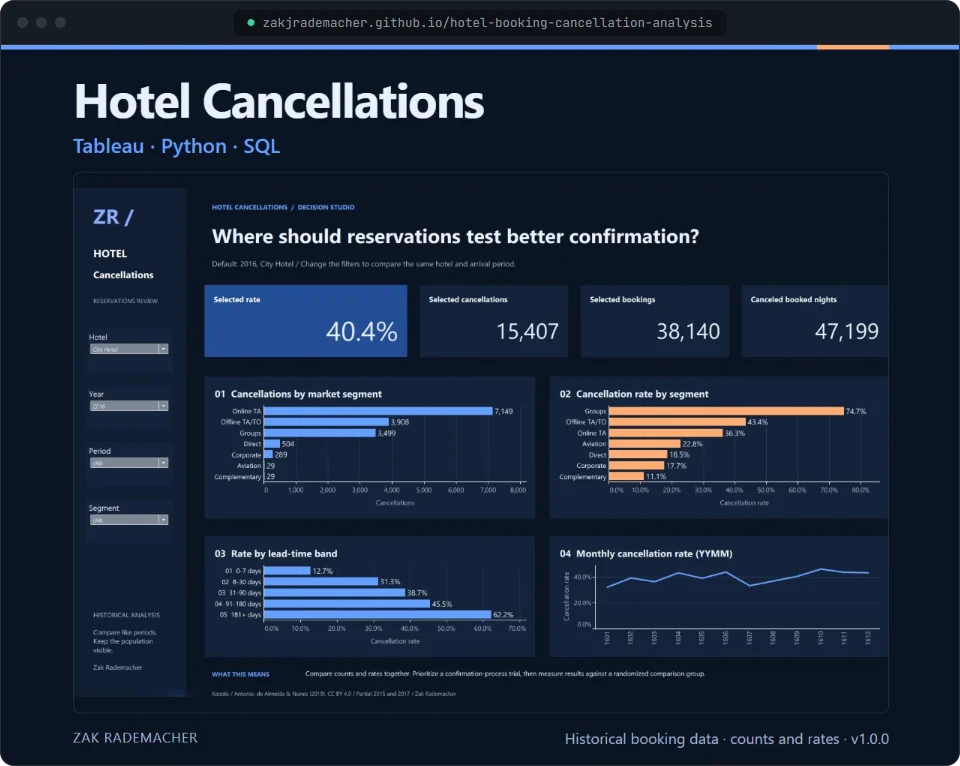 zakjrademacher.github.io/hotel-booking-cancellation-analysis
Hotel Cancellations
Tableau · Python · SQL
ZR /
HOTEL
Cancellations
RESERVATIONS REVIEW
Hotel
City Hotel
Year
2016
Period
(All)
Segment
(All)
HISTORICAL ANALYSIS
Compare like periods.
Keep the population
visible.
Zak Rademacher
HOTEL CANCELLATIONS / DECISION STUDIO
Where should reservations test better confirmation?
Default: 2016, City Hotel / Change the filters to compare the same hotel and arrival period.
Selected rate
40.4%
Selected cancellations
15,407
Selected bookings
38,140
Canceled booked nights
47,199
01 Cancellations by market segment
Online TA 7,149
Offline TA/TO 3,908
Groups 3,499
Direct 504
Corporate 289
Aviation 29
Complementary 29
0 1,000 2,000 3,000 4,000 5,000 6,000 7,000 8,000
Cancellations
02 Cancellation rate by segment
Groups 74.7%
Offline TA/TO 43.4%
Online TA 36.3%
Aviation 22.8%
Direct 18.5%
Corporate 17.7%
Complementary 11.1%
0.0% 10.0% 20.0% 30.0% 40.0% 50.0% 60.0% 70.0% 80.0%
Cancellation rate
03 Rate by lead-time band
01 0-7 days 12.7%
02 8-30 days 31.3%
03 31-90 days 38.7%
04 91-180 days 45.5%
05 181+ days 62.2%
0.0% 10.0% 20.0% 30.0% 40.0% 50.0% 60.0% 70.0%
Cancellation rate
04 Monthly cancellation rate (YYMM)
Cancellation rate
40.0%
20.0%
0.0%
1601 1602 1603 1604 1605 1606 1607 1608 1609 1610 1611 1612
WHAT THIS MEANS
Compare counts and rates together. Prioritize a confirmation-process trial, then measure results against a randomized comparison group.
Kaggle / Antonio, de Almeida & Nunes (2019), CC BY 4.0 / Partial 2015 and 2017 / Zak Rademacher
ZAK RADEMACHER
Historical booking data · counts and rates · v1.0.0